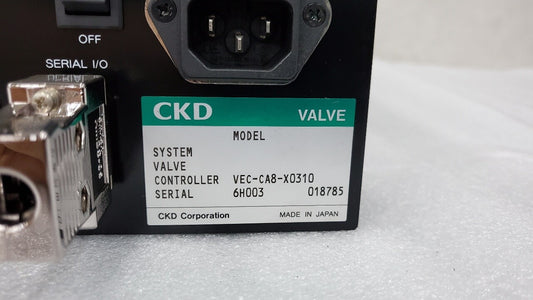 OFF
SERIAL I/O
CKD VALVE
MODEL
SYSTEM
VALVE
CONTROLLER VEC-CA8-X0310
SERIAL 6H003 018785
CKD Corporation MADE IN JAPAN